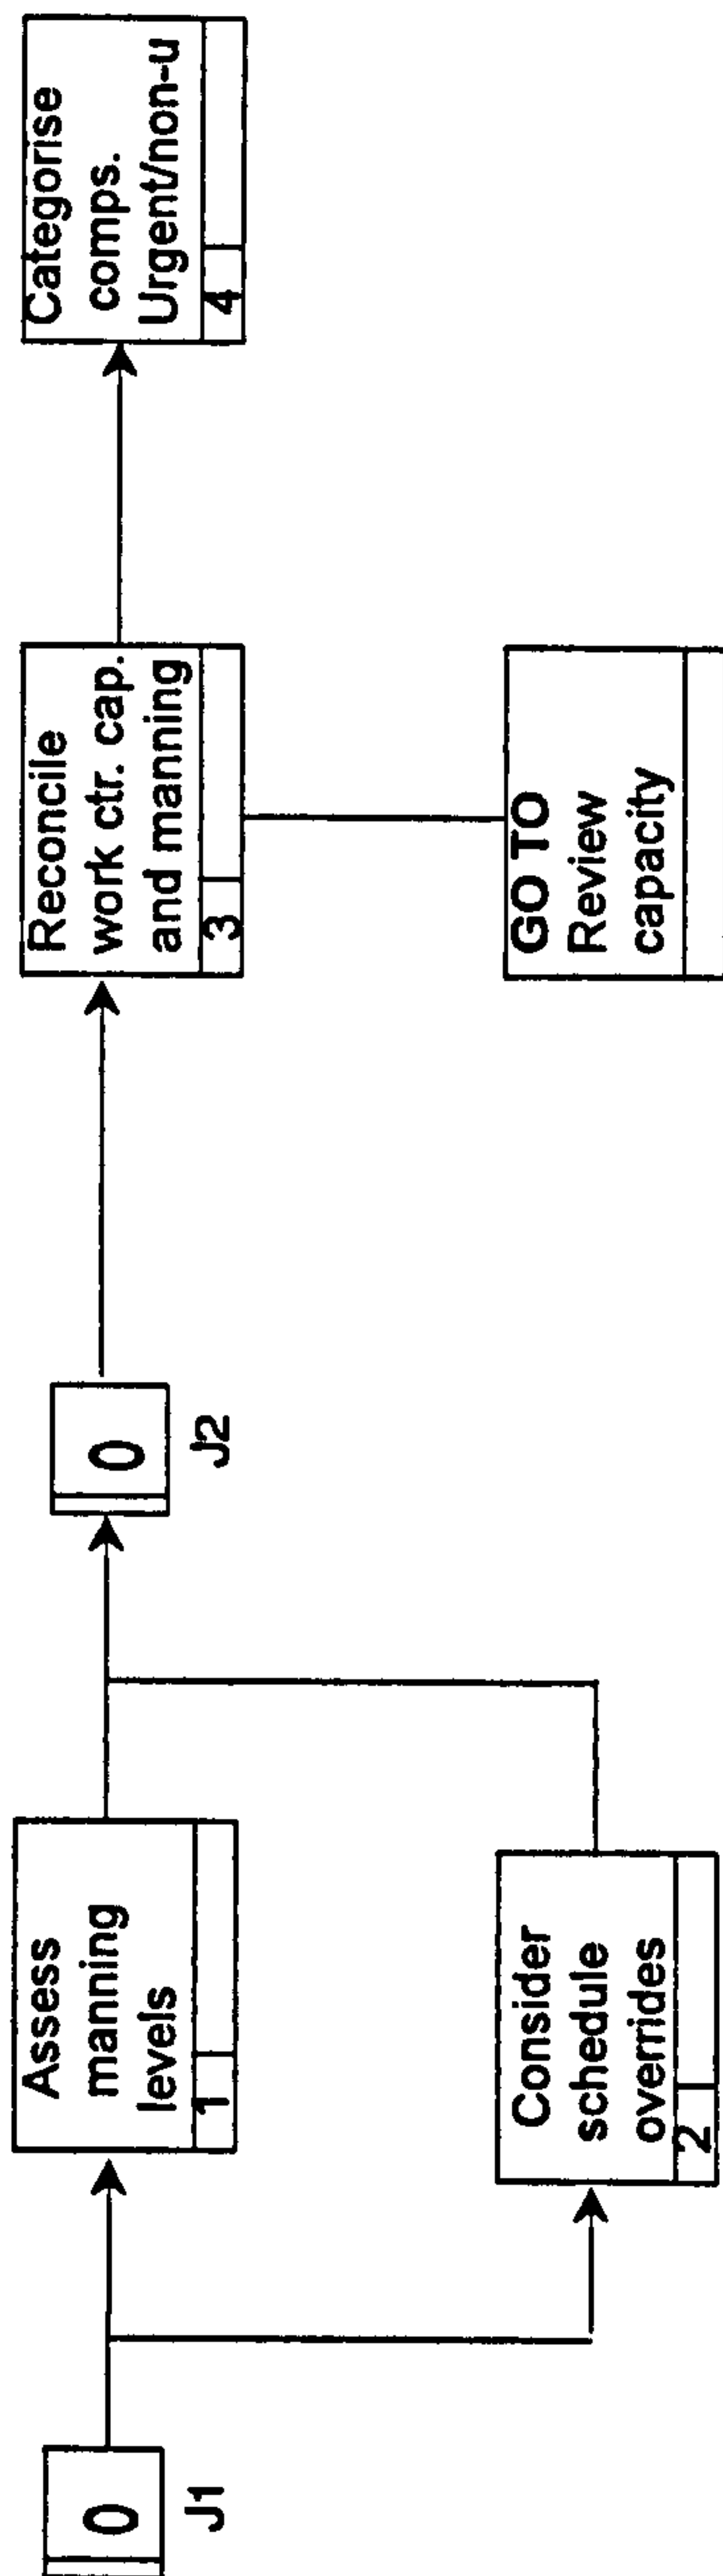 0
J1
Assess
manning
levels
1
Consider
schedule
overrides
2
0
J2
Reconcile
work ctr. cap.
and manning
3
GO TO
Review
capacity
Categorise
comps.
Urgent/non-u
4